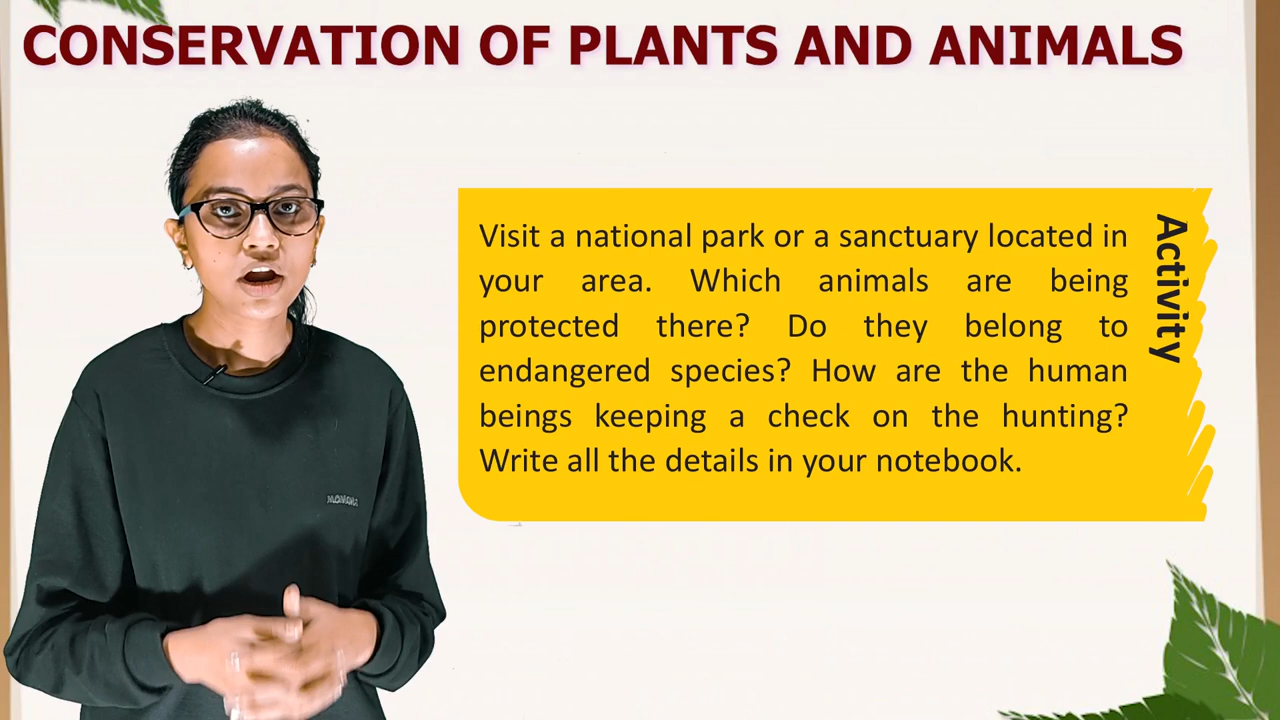 CONSERVATION OF PLANTS AND ANIMALS
Visit a national park or a sanctuary located in
your area. Which animals are being
protected there? Do they belong to
endangered species? How are the human
beings keeping a check on the hunting?
Write all the details in your notebook.
Activity